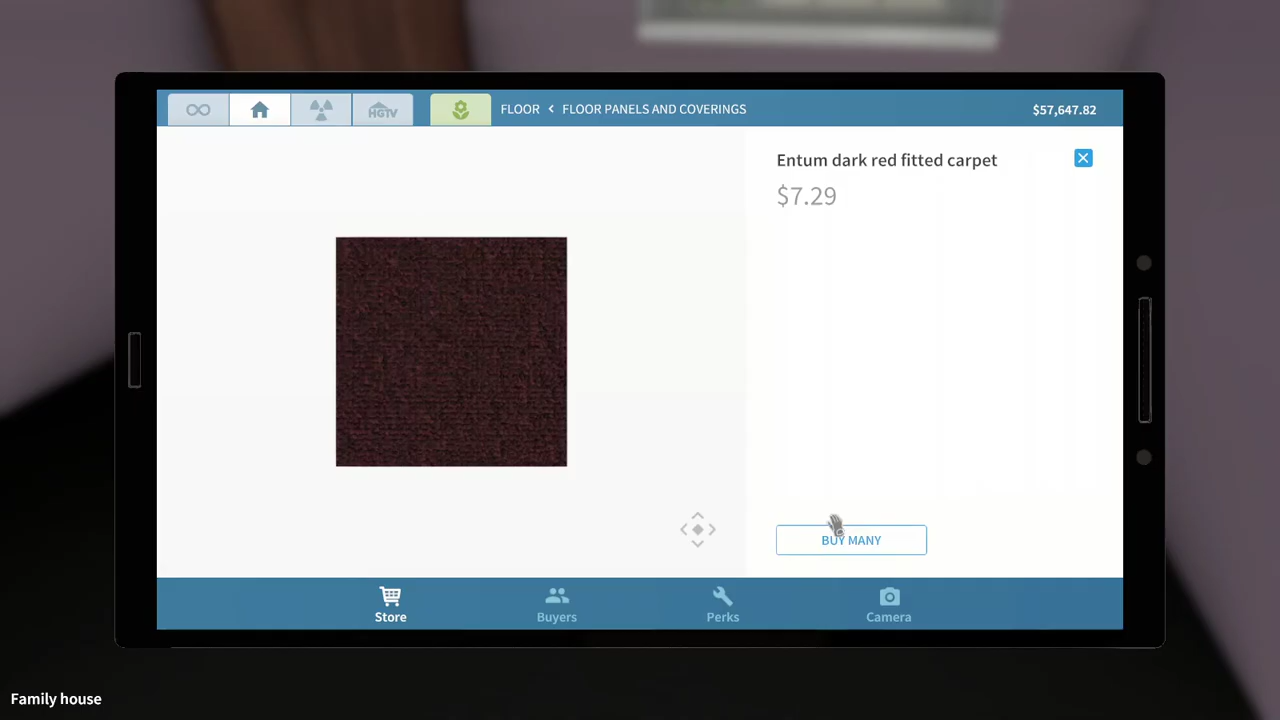 HGTV
FLOOR < FLOOR PANELS AND COVERINGS
$57,647.82
Entum dark red fitted carpet
$7.29
BUY MANY
Store
Buyers
Perks
Camera
Family house